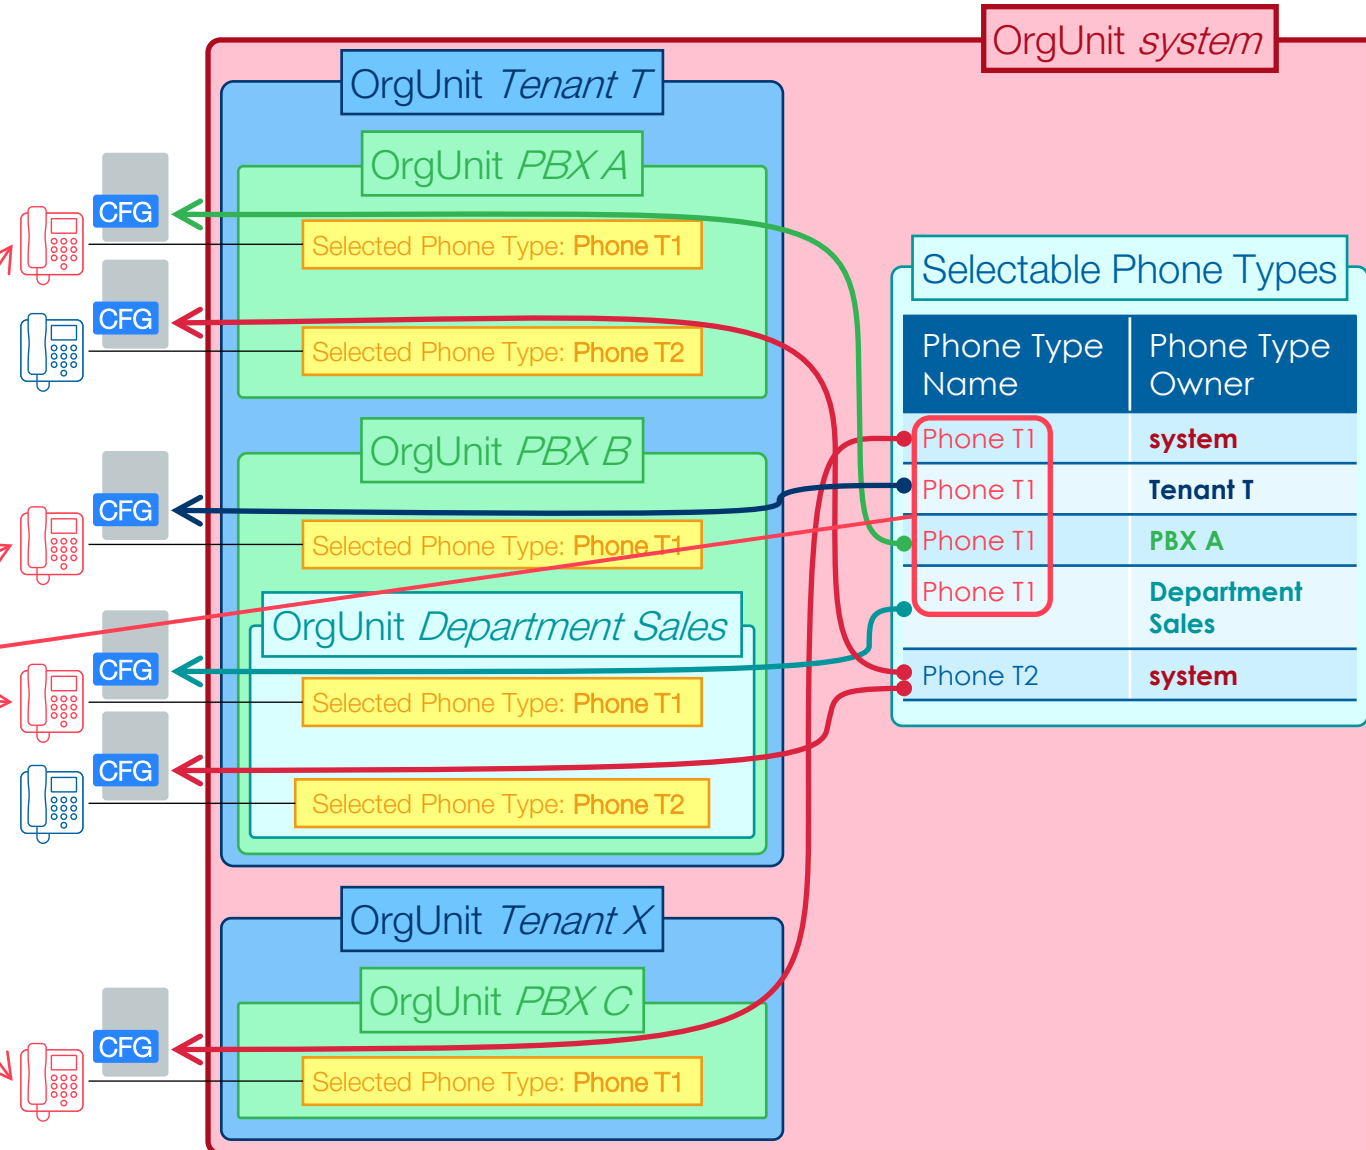 OrgUnit system
OrgUnit Tenant T
OrgUnit PBX A
CFG
Selected Phone Type: Phone T1
CFG
Selected Phone Type: Phone T2
OrgUnit PBX B
CFG
Selected Phone Type: Phone T1
OrgUnit Department Sales
CFG
Selected Phone Type: Phone T1
CFG
Selected Phone Type: Phone T2
OrgUnit Tenant X
OrgUnit PBX C
CFG
Selected Phone Type: Phone T1
Selectable Phone Types
Phone Type Name
Phone Type Owner
Phone T1
system
Phone T1
Tenant T
Phone T1
PBX A
Phone T1
Department
Sales
Phone T2
system